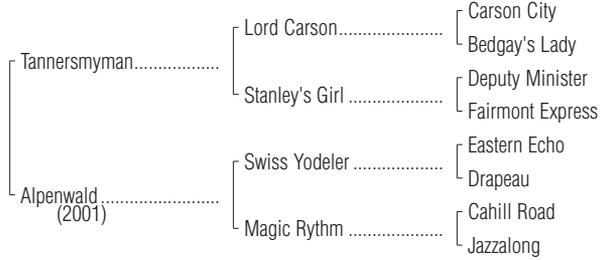 Carson City
Lord Carson....................
Bedgay's Lady
Tannersmyman................
Deputy Minister
Stanley's Girl ..................
Fairmont Express
Eastern Echo
Swiss Yodeler .................
Drapeau
Alpenwald ......................
(2001)
Cahill Road
Magic Rythm ..................
Jazzalong